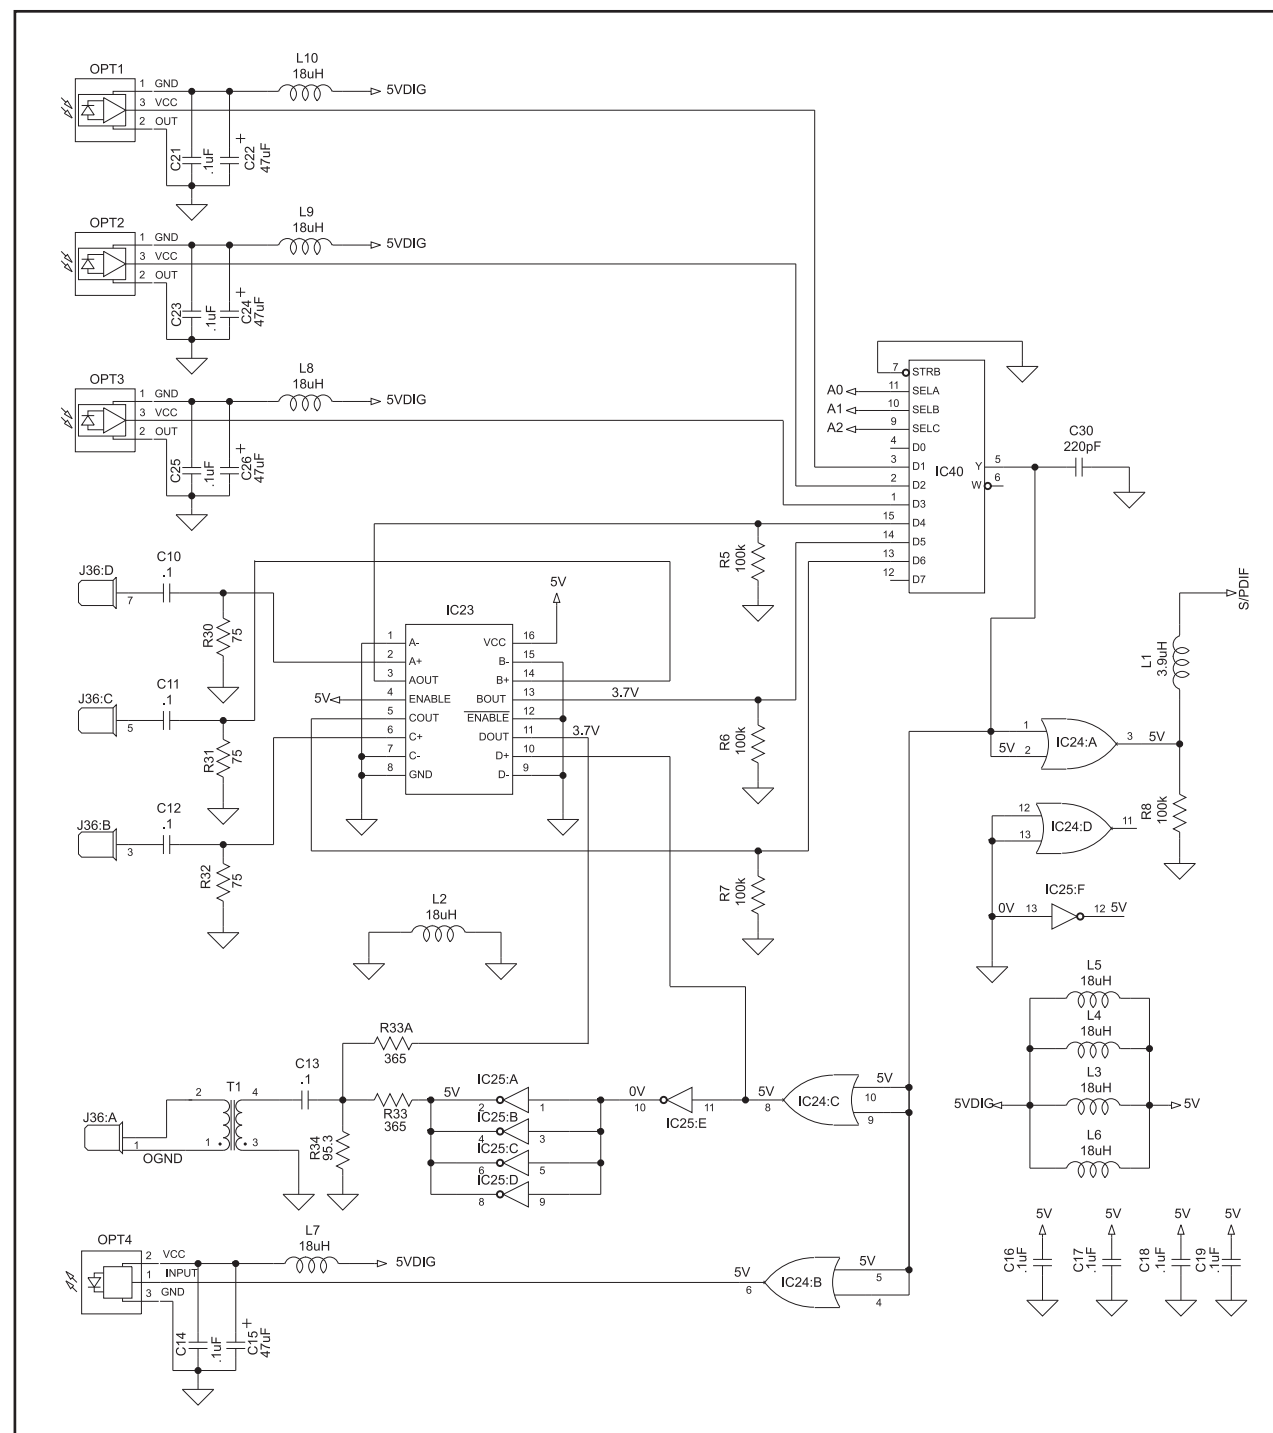 L10
18uH
OPT1
1 GND
3 VCC
2 OUT
5VDIG
C21
.1uF
+
C22
47uF
L9
18uH
OPT2
1 GND
3 VCC
2 OUT
5VDIG
C23
.1uF
+
C24
47uF
L8
18uH
OPT3
1 GND
3 VCC
2 OUT
5VDIG
C25
.1uF
+
C26
47uF
7 STRB
A0 11 SELA
A1 10 SELB
A2 9 SELC
4 D0
3 D1
2 D2
1 D3
15 D4
14 D5
13 D6
12 D7
IC40
Y 5
W 6
C30
220pF
J36:D
7
C10
.1
R30
75
J36:C
5
C11
.1
R31
75
J36:B
3
C12
.1
R32
75
IC23
5V
1 A-
2 A+
3 AOUT
5V 4 ENABLE
5 COUT
6 C+
7 C-
8 GND
VCC 16
B- 15
B+ 14
BOUT 13
ENABLE 12
DOUT 11
D+ 10
D- 9
3.7V
3.7V
R5
100k
R6
100k
R7
100k
S/PDIF
L1
3.9uH
1
5V 2
IC24:A
3 5V
R8
100k
12
13
IC24:D
11
IC25:F
0V 13
12 5V
L2
18uH
L5
18uH
L4
18uH
L3
18uH
L6
18uH
5VDIG
5V
R33A
365
C13
.1
R33
365
R34
95.3
T1
2
4
1
3
J36:A
1
OGND
5V
IC25:A
2 1
IC25:B
4 3
IC25:C
6 5
IC25:D
8 9
0V
10 11
IC25:E
5V
8
IC24:C
5V
10
9
L7
18uH
OPT4
2 VCC
1 INPUT
3 GND
5VDIG
C14
.1uF
+
C15
47uF
5V
6
IC24:B
5V
5
4
5V
C16
.1uF
5V
C17
.1uF
5V
C18
.1uF
5V
C19
.1uF